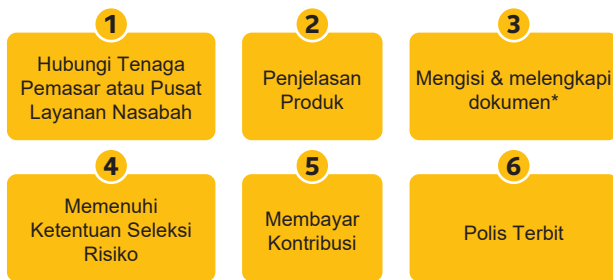 1
Hubungi Tenaga
Pemasar atau Pusat
Layanan Nasabah
2
Penjelasan
Produk
3
Mengisi & melengkapi
dokumen*
4
Memenuhi
Ketentuan Seleksi
Risiko
5
Membayar
Kontribusi
6
Polis Terbit